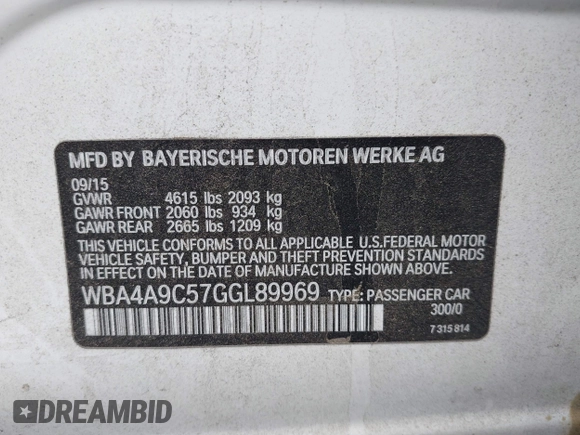 MFD BY BAYERISCHE MOTOREN WERKE AG
09/15
GVWR 4615 lbs 2093 kg
GAWR FRONT 2060 lbs 934 kg
GAWR REAR 2665 lbs 1209 kg
THIS VEHICLE CONFORMS TO ALL APPLICABLE U.S.FEDERAL MOTOR
VEHICLE SAFETY, BUMPER AND THEFT PREVENTION STANDARDS
IN EFFECT ON THE DATE OF MANUFACTURE SHOWN ABOVE.
WBA4A9C57GGL89969 TYPE: PASSENGER CAR
300/0
7 315 814
DREAMBID